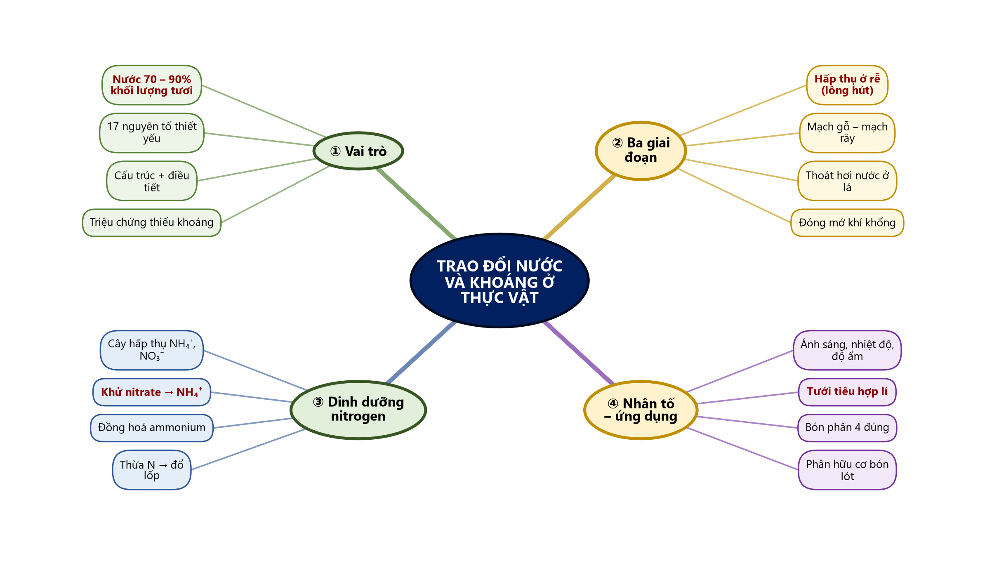 Nước 70 – 90%
khối lượng tươi
17 nguyên tố thiết
yếu
Cấu trúc + điều
tiết
Triệu chứng thiếu khoáng
① Vai trò
② Ba giai
đoạn
Hấp thụ ở rễ
(lông hút)
Mạch gỗ – mạch
rây
Thoát hơi nước ở
lá
Đóng mở khí khổng
TRAO ĐỔI NƯỚC
VÀ KHOÁNG Ở
THỰC VẬT
Cây hấp thụ NH₄⁺,
NO₃⁻
Khử nitrate → NH₄⁺
Đồng hoá ammonium
Thừa N → đổ
lốp
③ Dinh dưỡng
nitrogen
④ Nhân tố
– ứng dụng
Ánh sáng, nhiệt độ,
độ ẩm
Tưới tiêu hợp lí
Bón phân 4 đúng
Phân hữu cơ bón
lót